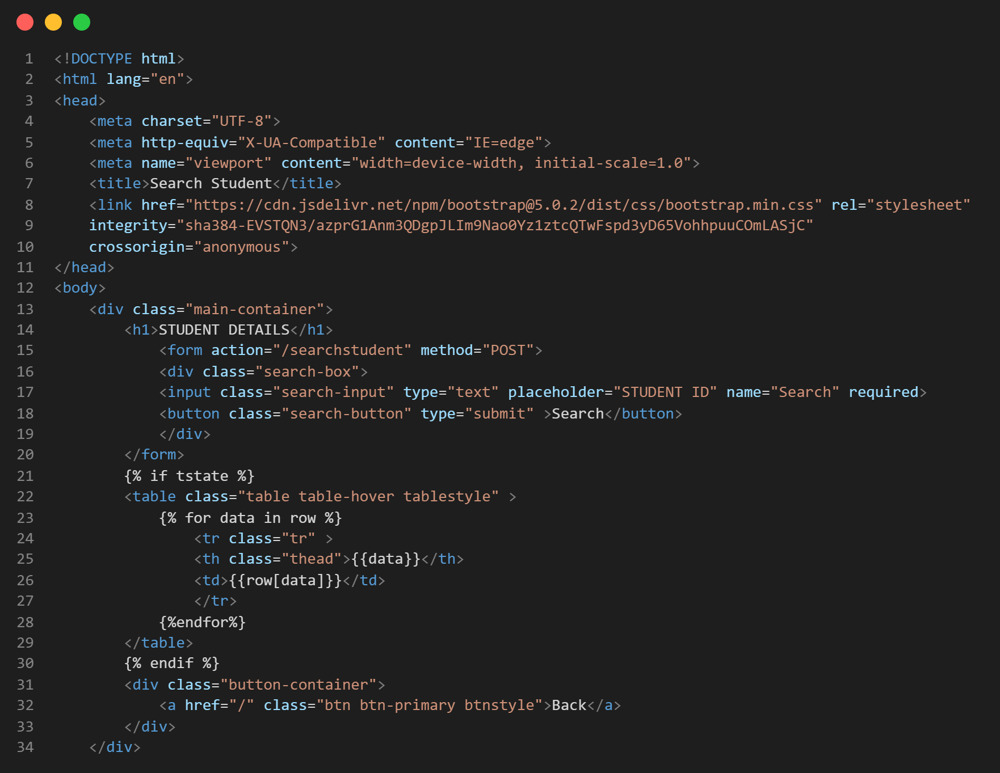 1 <!DOCTYPE html>
2 <html lang="en">
3 <head>
4     <meta charset="UTF-8">
5     <meta http-equiv="X-UA-Compatible" content="IE=edge">
6     <meta name="viewport" content="width=device-width, initial-scale=1.0">
7     <title>Search Student</title>
8     <link href="https://cdn.jsdelivr.net/npm/bootstrap@5.0.2/dist/css/bootstrap.min.css" rel="stylesheet"
9     integrity="sha384-EVSTQN3/azprG1Anm3QDgpJLIm9Nao0Yz1ztcQTwFspd3yD65VohhpuuCOmLASjC"
10     crossorigin="anonymous">
11 </head>
12 <body>
13     <div class="main-container">
14         <h1>STUDENT DETAILS</h1>
15             <form action="/searchstudent" method="POST">
16             <div class="search-box">
17             <input class="search-input" type="text" placeholder="STUDENT ID" name="Search" required>
18             <button class="search-button" type="submit" >Search</button>
19             </div>
20         </form>
21         {% if tstate %}
22         <table class="table table-hover tablestyle" >
23             {% for data in row %}
24                 <tr class="tr" >
25                 <th class="thead">{{data}}</th>
26                 <td>{{row[data]}}</td>
27                 </tr>
28             {%endfor%}
29         </table>
30         {% endif %}
31         <div class="button-container">
32             <a href="/" class="btn btn-primary btnstyle">Back</a>
33         </div>
34     </div>